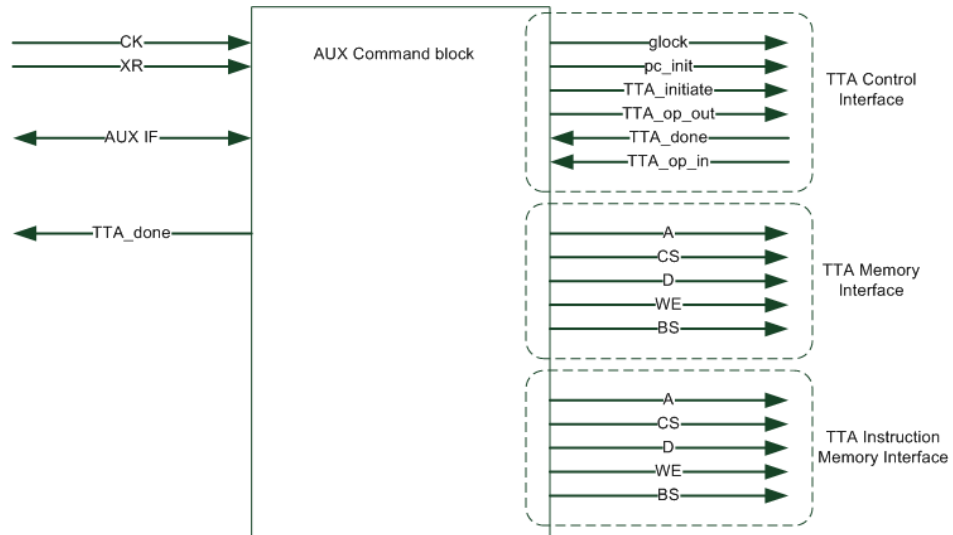 CK
XR
AUX IF
TTA_done
AUX Command block
glock
pc_init
TTA_initiate
TTA_op_out
TTA_done
TTA_op_in
TTA Control
Interface
A
CS
D
WE
BS
TTA Memory
Interface
A
CS
D
WE
BS
TTA Instruction
Memory Interface